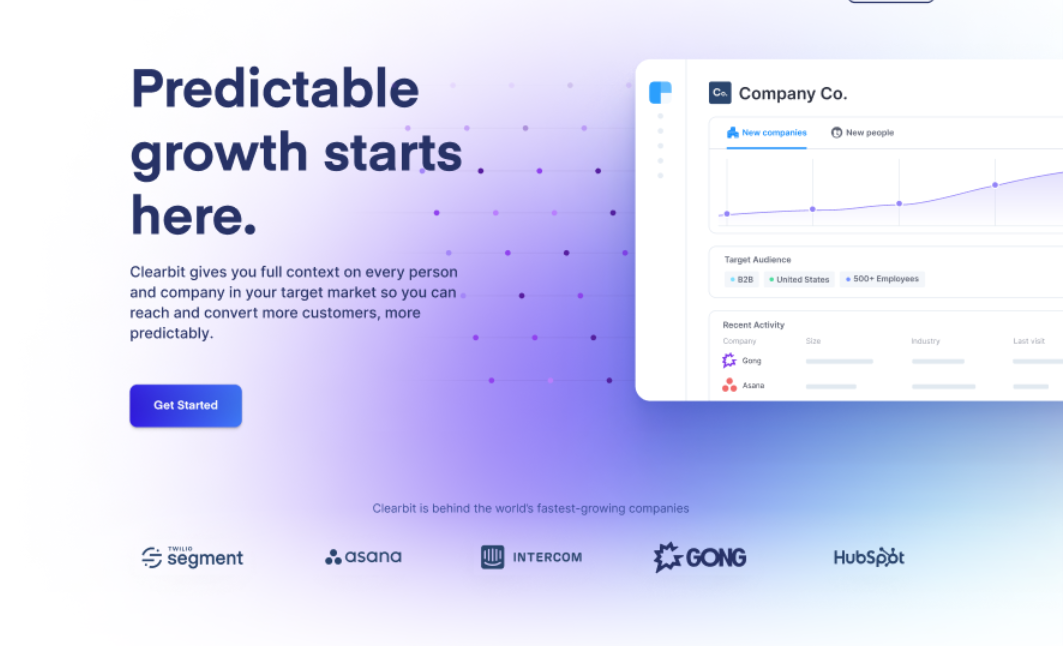 Predictable
growth starts
here.
Clearbit gives you full context on every person
and company in your target market so you can
reach and convert more customers, more
predictably.
Get Started
Co.
Company Co.
New companies
New people
Target Audience
B2B
United States
500+ Employees
Recent Activity
Company Size Industry Last visit
Gong
Asana
Clearbit is behind the world's fastest-growing companies
TWILIO
segment
asana
INTERCOM
GONG
HubSpot